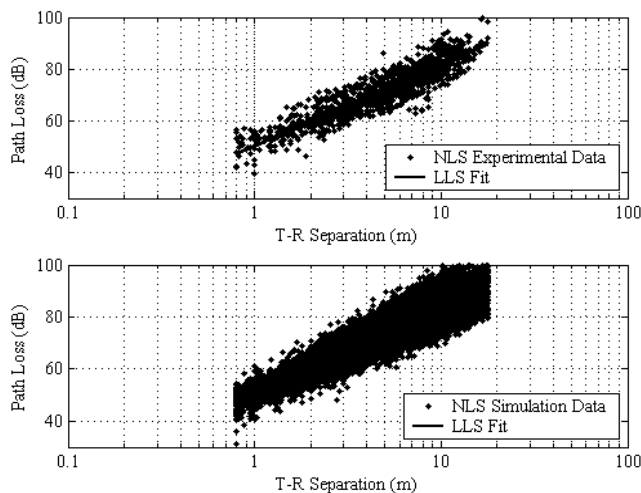 100
80
60
40
Path Loss (dB)
NLS Experimental Data
LLS Fit
0.1
1
10
100
T-R Separation (m)
100
80
60
40
Path Loss (dB)
NLS Simulation Data
LLS Fit
0.1
1
10
100
T-R Separation (m)